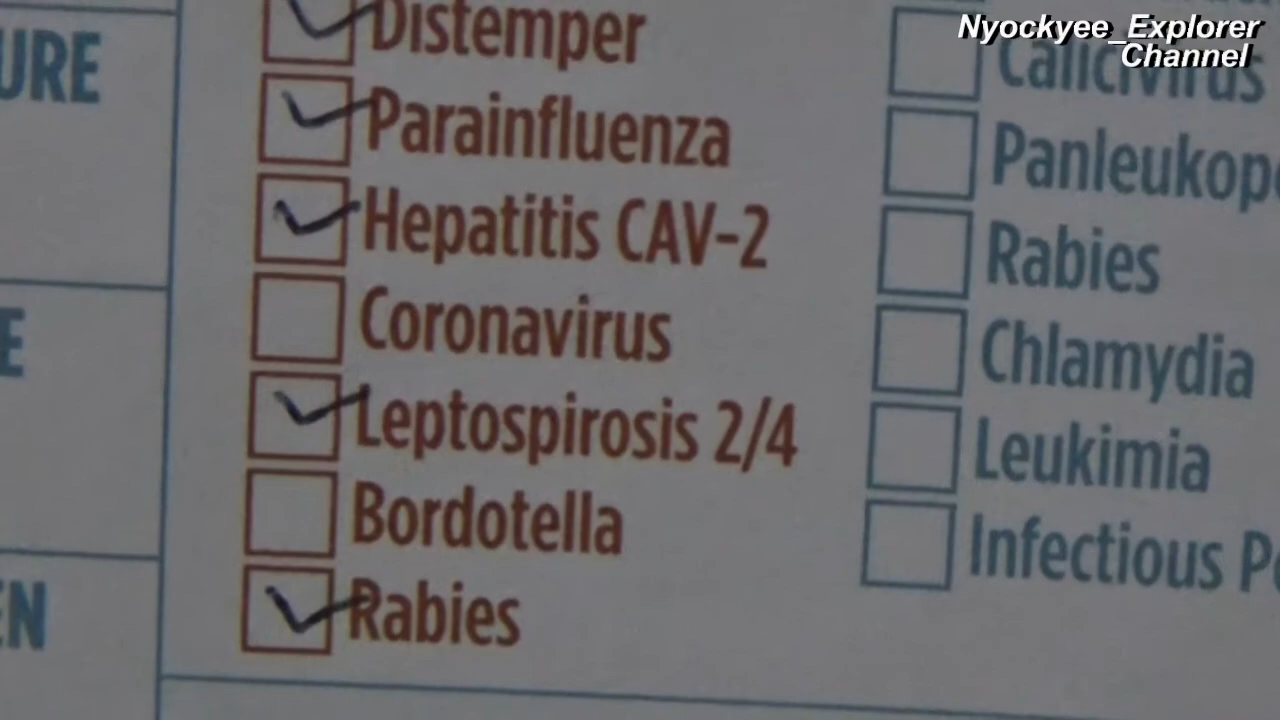 Nyockyee_Explorer
Channel
URE
E
EN
Distemper
Parainfluenza
Hepatitis CAV-2
Coronavirus
Leptospirosis 2/4
Bordotella
Rabies
Calicivirus
Rabies
Chlamydia
Leukimia
Infectious